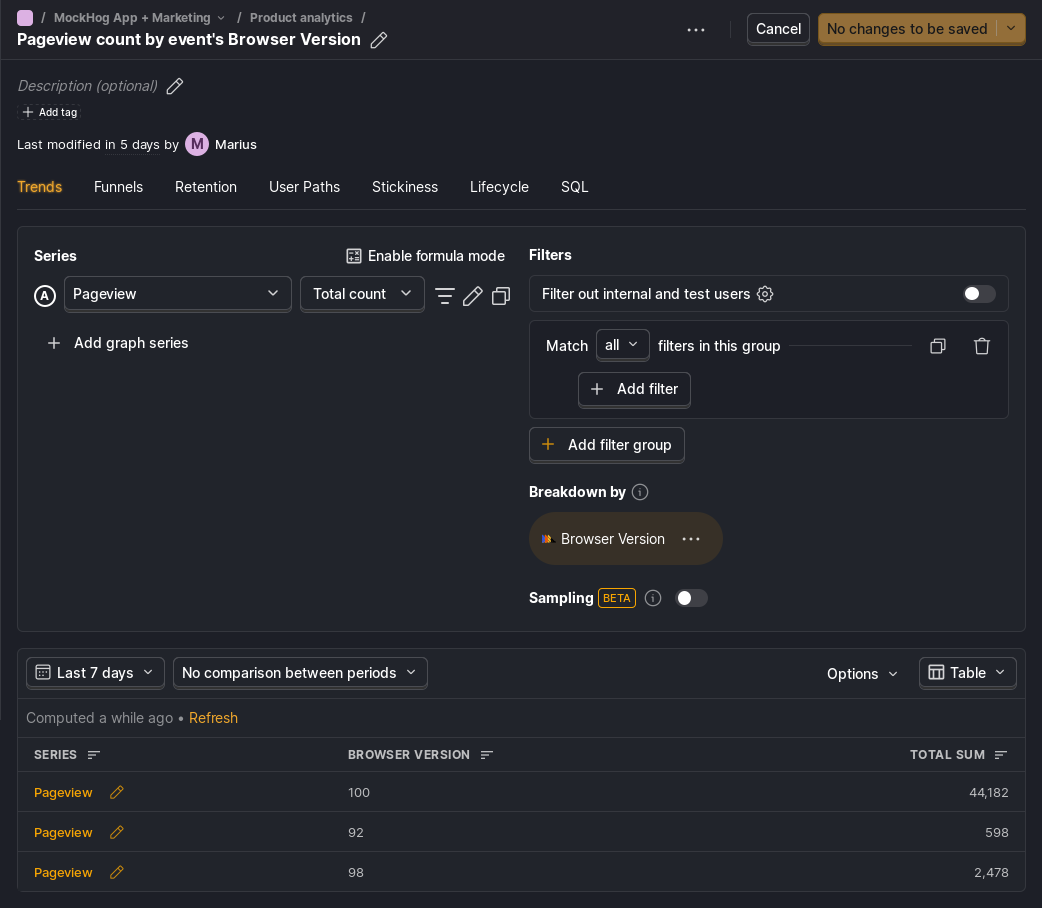 / MockHog App + Marketing / Product analytics /
Pageview count by event's Browser Version
Cancel
No changes to be saved
Description (optional)
Add tag
Last modified in 5 days by M Marius
Trends Funnels Retention User Paths Stickiness Lifecycle SQL
Series
Enable formula mode
A Pageview Total count
Add graph series
Filters
Filter out internal and test users
Match all filters in this group
Add filter
Add filter group
Breakdown by
Browser Version
Sampling BETA
Last 7 days No comparison between periods Options Table
Computed a while ago • Refresh
SERIES BROWSER VERSION TOTAL SUM
Pageview 100 44,182
Pageview 92 598
Pageview 98 2,478